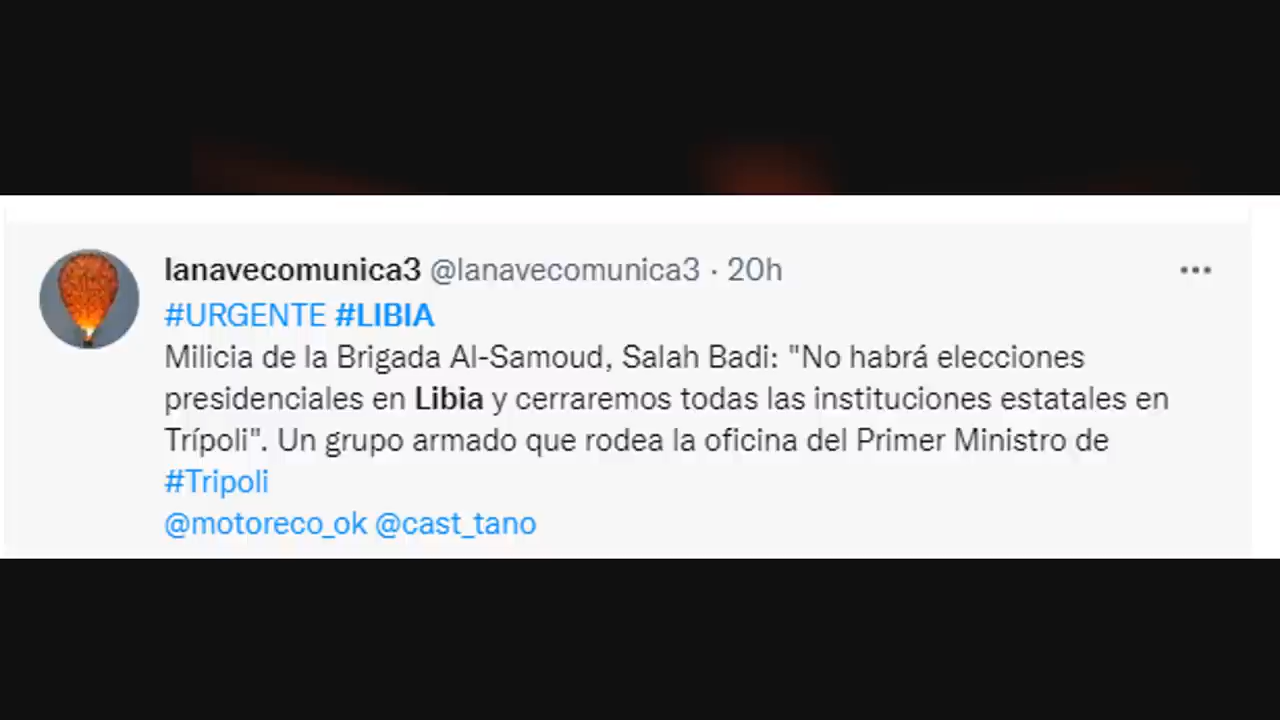 lanavecomunica3 @lanavecomunica3 · 20h
#URGENTE #LIBIA
Milicia de la Brigada Al-Samoud, Salah Badi: "No habrá elecciones
presidenciales en Libia y cerraremos todas las instituciones estatales en
Trípoli". Un grupo armado que rodea la oficina del Primer Ministro de
#Tripoli
@motoreco_ok @cast_tano